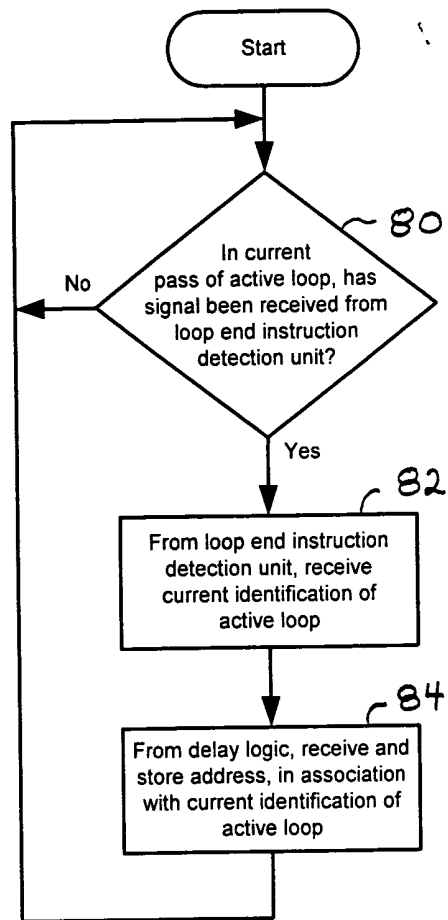 Start
80
In current
pass of active loop, has
signal been received from
loop end instruction
detection unit?
No
Yes
82
From loop end instruction
detection unit, receive
current identification of
active loop
84
From delay logic, receive and
store address, in association
with current identification of
active loop